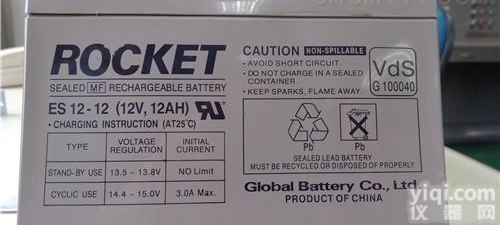 ROCKET
SEALED MF RECHARGEABLE BATTERY
ES 12-12 (12V, 12AH)
• CHARGING INSTRUCTION (AT25℃)
TYPE VOLTAGE REGULATION INITIAL CURRENT
STAND-BY USE 13.5 - 13.8V NO Limit
CYCLIC USE 14.4 - 15.0V 3.0A Max.
CAUTION NON-SPILLABLE
• AVOID SHORT CIRCUIT.
• DO NOT CHARGE IN A SEALED
CONTAINER.
• KEEP SPARKS, FLAME AWAY.
VdS
G 100040
Pb Pb
SEALED LEAD BATTERY
MUST BE RECYCLED OR DISPOSED OF PROPERLY
Global Battery Co., Ltd.
PRODUCT OF CHINA
yiqi.com
仪器网